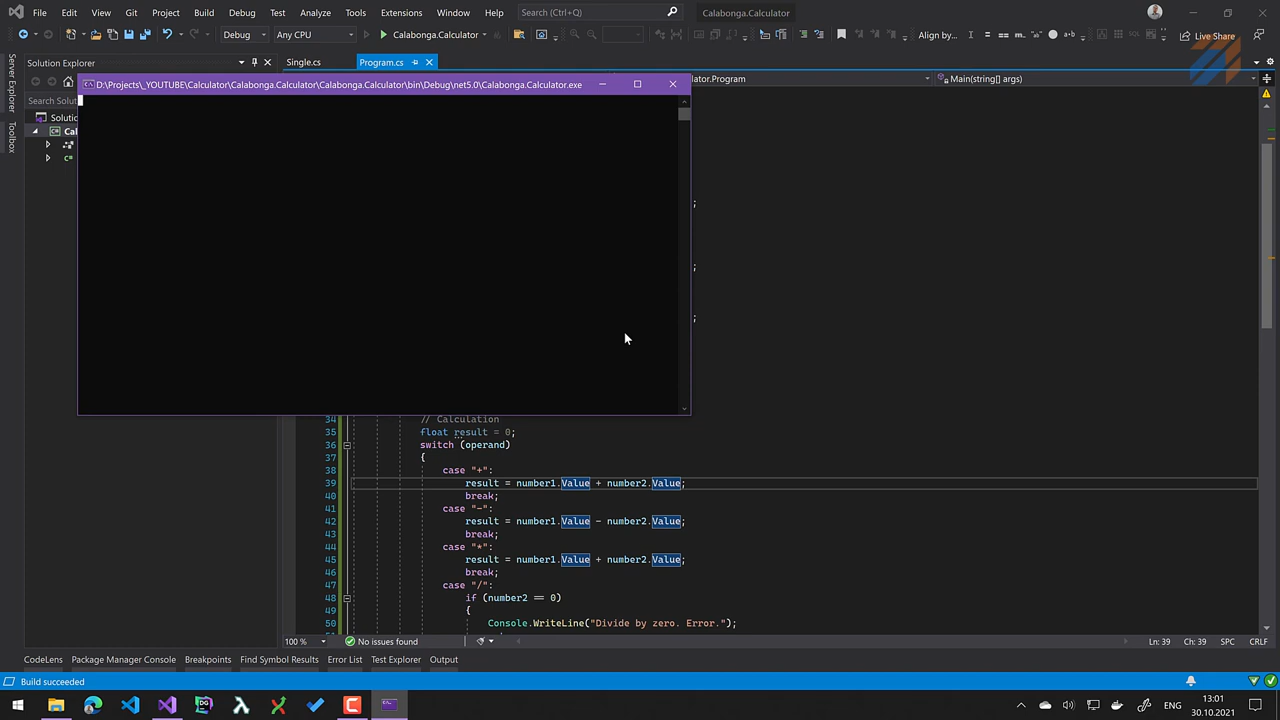 File Edit View Git Project Build Debug Test Analyze Tools Extensions Window Help Search (Ctrl+Q) Calabonga.Calculator
Debug Any CPU Calabonga.Calculator Align by... Live Share
Server Explorer
Toolbox
Solution Explorer
Single.cs Program.cs
lator.Program Main(string[] args)
D:\Projects\_YOUTUBE\Calculator\Calabonga.Calculator\Calabonga.Calculator\bin\Debug\net5.0\Calabonga.Calculator.exe
Search Solu
Solutio
Cal
;
;
;
34 // Calculation
35 float result = 0;
36 switch (operand)
37 {
38 case "+":
39 result = number1.Value + number2.Value;
40 break;
41 case "-":
42 result = number1.Value - number2.Value;
43 break;
44 case "*":
45 result = number1.Value + number2.Value;
46 break;
47 case "/":
48 if (number2 == 0)
49 {
50 Console.WriteLine("Divide by zero. Error.");
100 % No issues found Ln: 39 Ch: 39 SPC CRLF
CodeLens Package Manager Console Breakpoints Find Symbol Results Error List Test Explorer Output
Build succeeded
ENG
13:01
30.10.2021